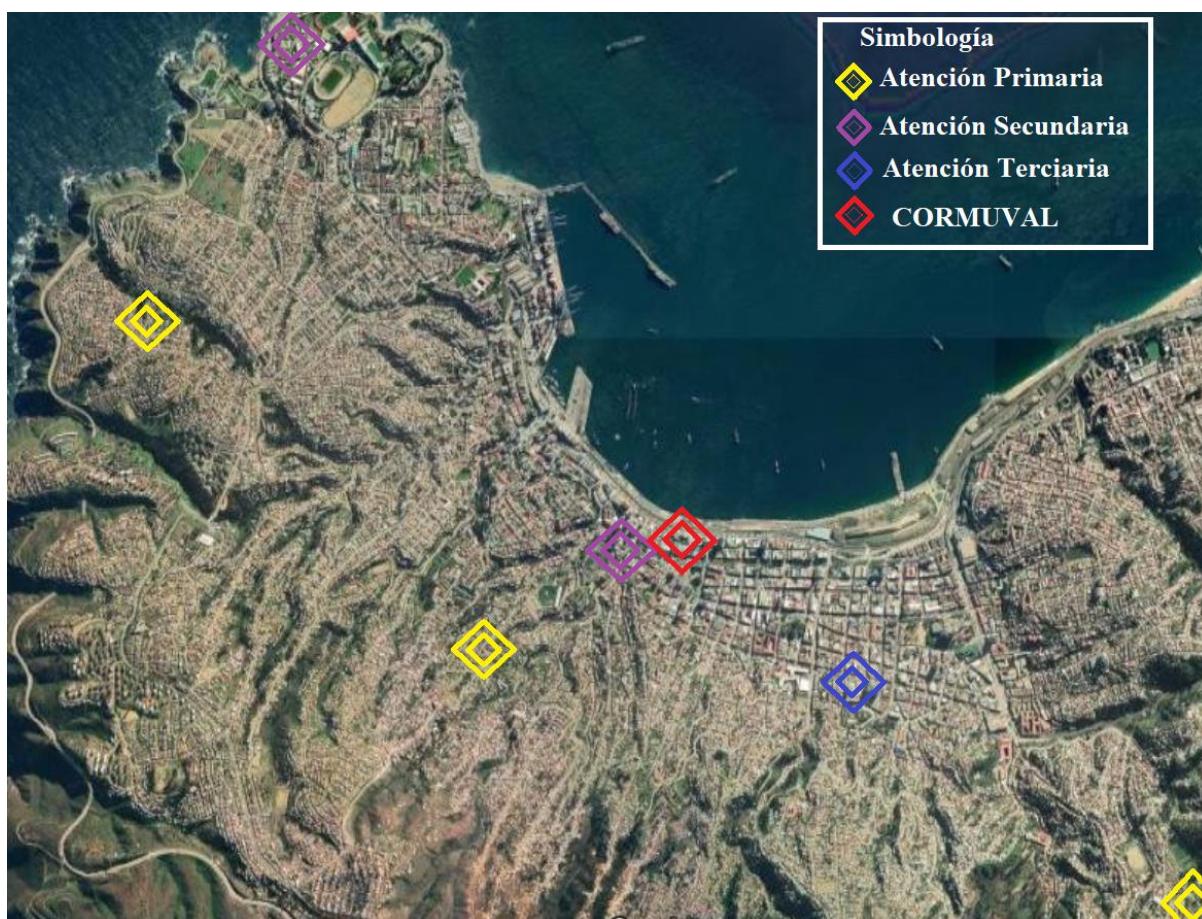 Simbología
Atención Primaria
Atención Secundaria
Atención Terciaria
CORMUVAL